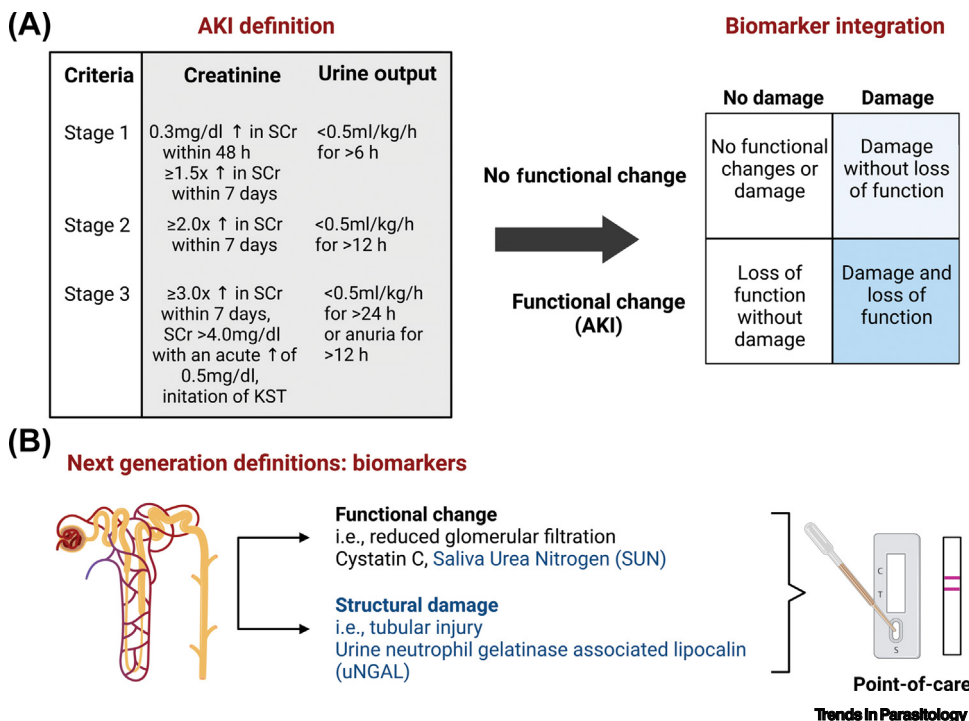 (A)
AKI definition
Criteria
Creatinine
Urine output
Stage 1
0.3mg/dl ↑ in SCr
within 48 h
≥1.5x ↑ in SCr
within 7 days
<0.5ml/kg/h
for >6 h
Stage 2
≥2.0x ↑ in SCr
within 7 days
<0.5ml/kg/h
for >12 h
Stage 3
≥3.0x ↑ in SCr
within 7 days,
SCr >4.0mg/dl
with an acute ↑ of
0.5mg/dl,
initation of KST
<0.5ml/kg/h
for >24 h
or anuria for
>12 h
Biomarker integration
No damage
Damage
No functional change
No functional
changes or
damage
Damage
without loss
of function
Functional change
(AKI)
Loss of
function
without
damage
Damage and
loss of
function
(B)
Next generation definitions: biomarkers
Functional change
i.e., reduced glomerular filtration
Cystatin C, Saliva Urea Nitrogen (SUN)
Structural damage
i.e., tubular injury
Urine neutrophil gelatinase associated lipocalin
(uNGAL)
C
T
S
Point-of-care
Trends in Parasitology